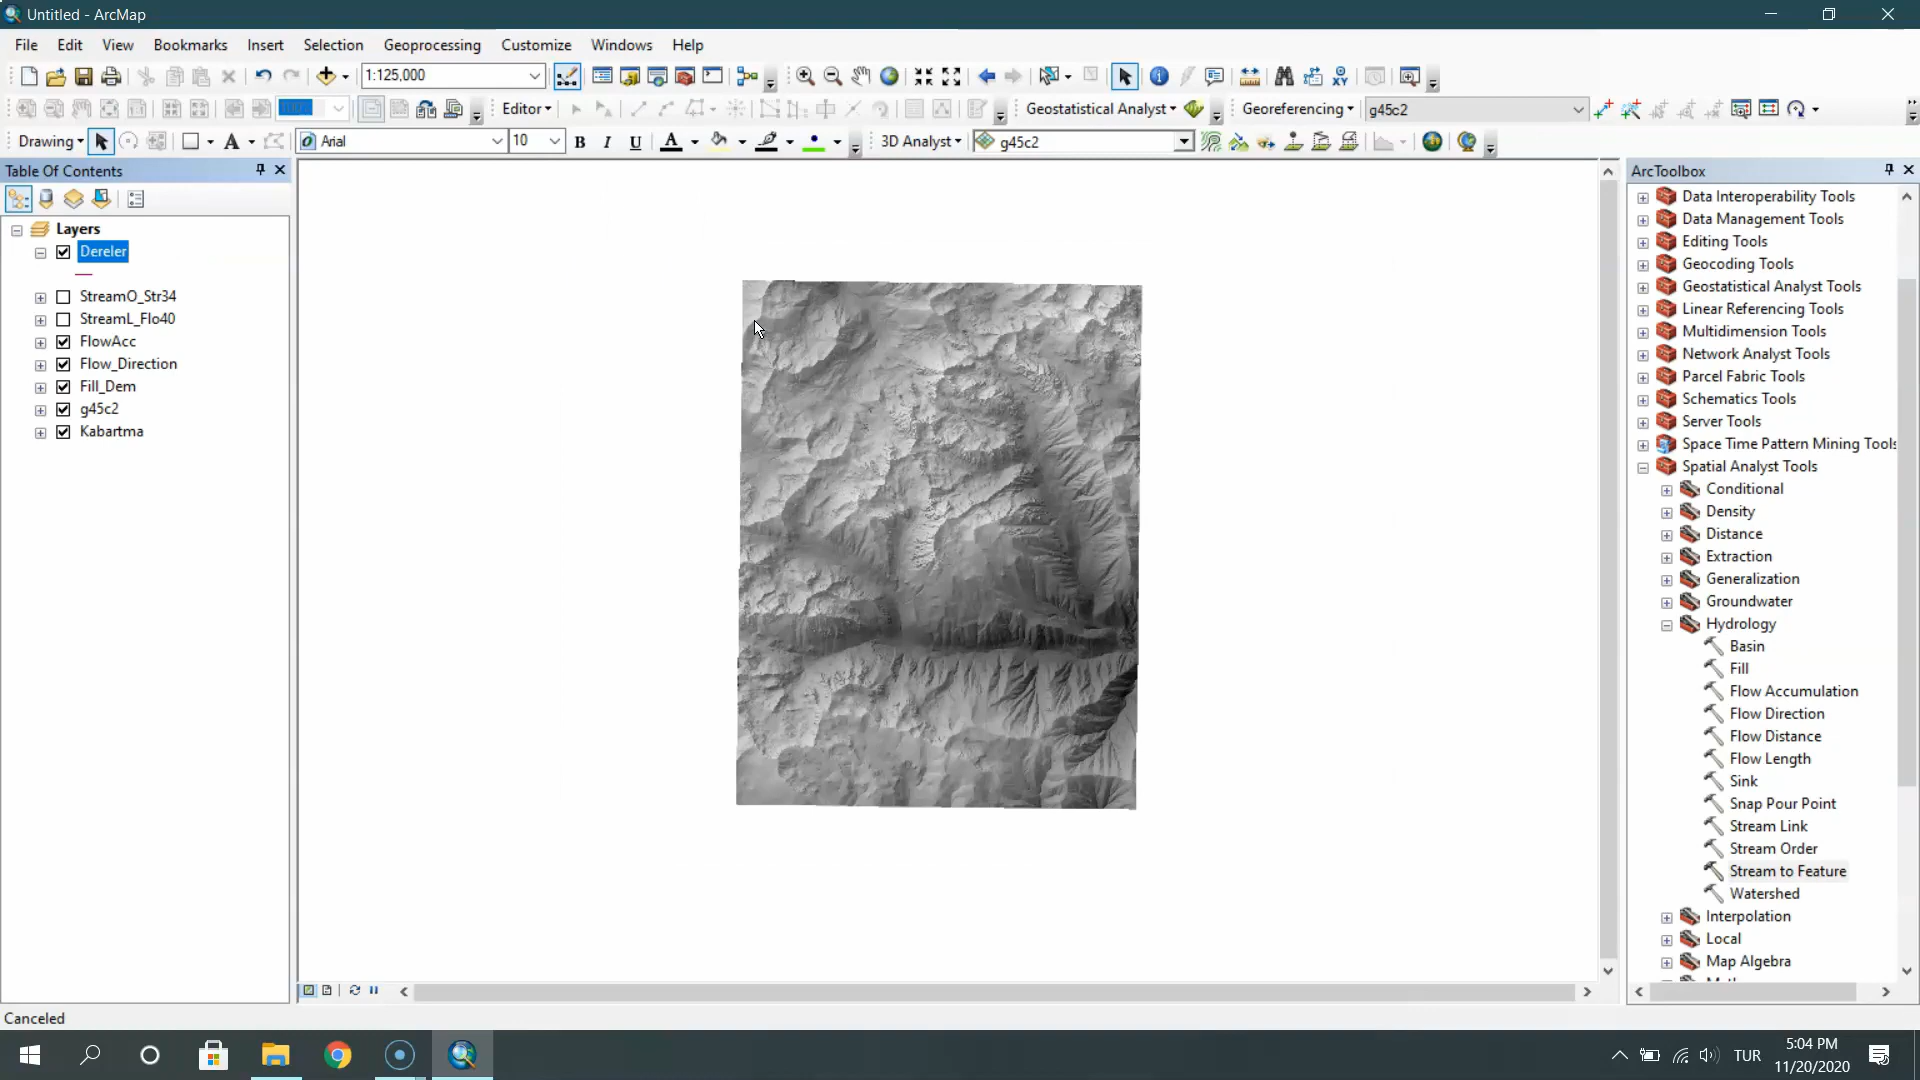 Untitled - ArcMap
File Edit View Bookmarks Insert Selection Geoprocessing Customize Windows Help
1:125,000
Editor Geostatistical Analyst Georeferencing g45c2
Drawing Arial 10 B I U A 3D Analyst g45c2
Table Of Contents
Layers
Dereler
StreamO_Str34
StreamL_Flo40
FlowAcc
Flow_Direction
Fill_Dem
g45c2
Kabartma
ArcToolbox
Data Interoperability Tools
Data Management Tools
Editing Tools
Geocoding Tools
Geostatistical Analyst Tools
Linear Referencing Tools
Multidimension Tools
Network Analyst Tools
Parcel Fabric Tools
Schematics Tools
Server Tools
Space Time Pattern Mining Tools
Spatial Analyst Tools
Conditional
Density
Distance
Extraction
Generalization
Groundwater
Hydrology
Basin
Fill
Flow Accumulation
Flow Direction
Flow Distance
Flow Length
Sink
Snap Pour Point
Stream Link
Stream Order
Stream to Feature
Watershed
Interpolation
Local
Map Algebra
Canceled
TUR
5:04 PM
11/20/2020